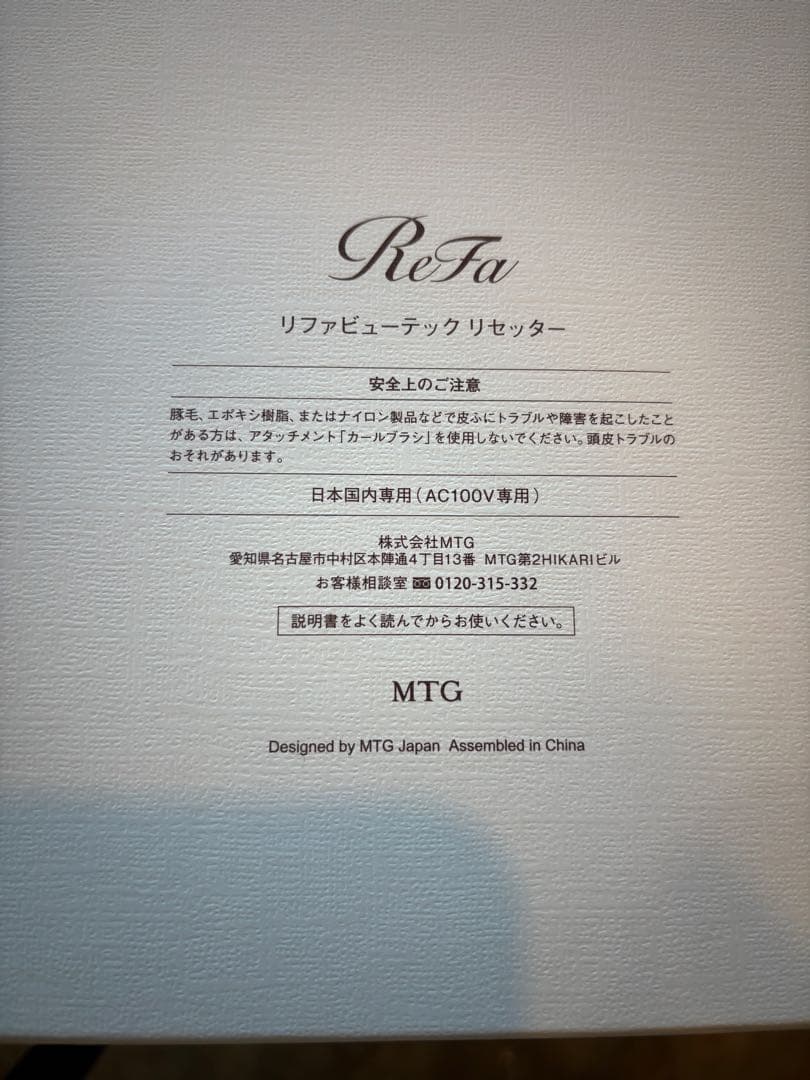 ReFa
リファビューテック リセッター
安全上のご注意
豚毛、エポキシ樹脂、またはナイロン製品などで皮ふにトラブルや障害を起こしたこと
がある方は、アタッチメント「カールブラシ」を使用しないでください。頭皮トラブルの
おそれがあります。
日本国内専用(AC100V専用)
株式会社MTG
愛知県名古屋市中村区本陣通4丁目13番 MTG第2HIKARIビル
お客様相談室 0120-315-332
説明書をよく読んでからお使いください。
MTG
Designed by MTG Japan Assembled in China